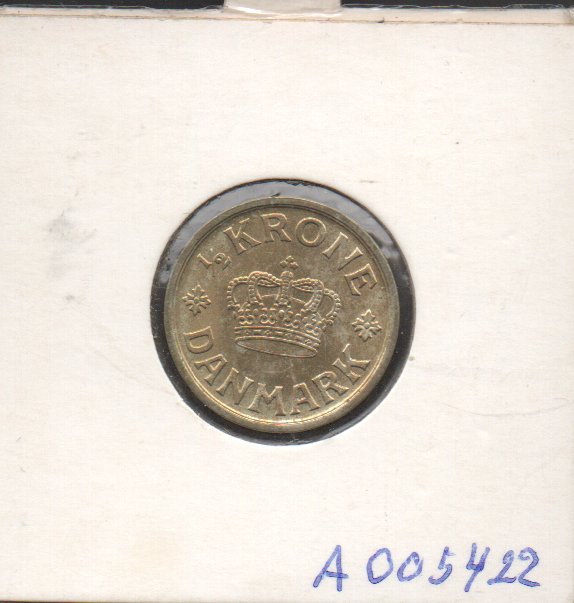 ½ KRONE
DANMARK
A 005422